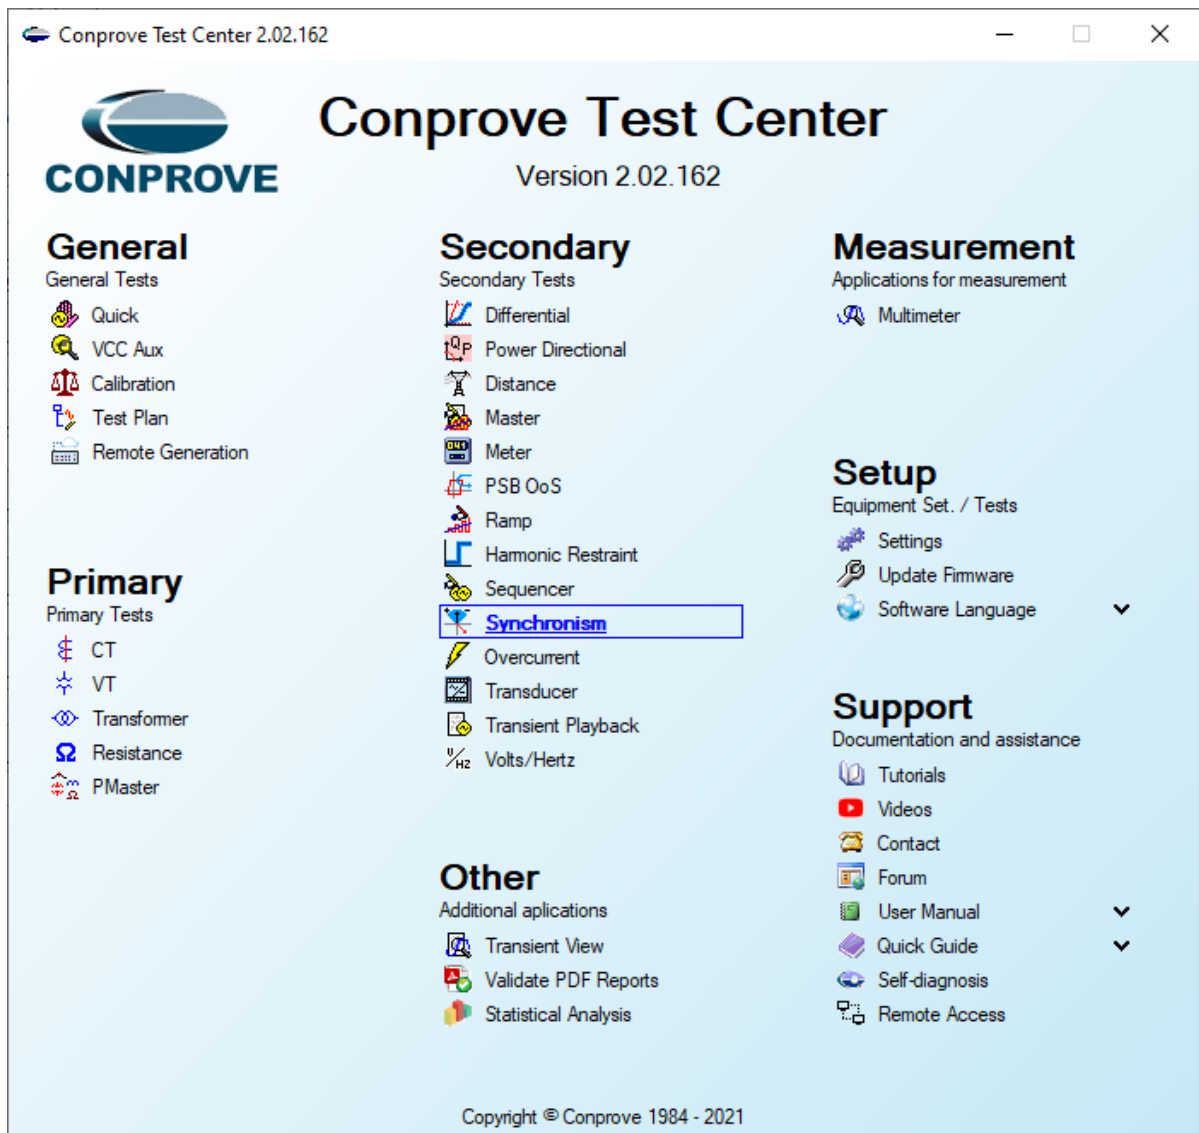 Conprove Test Center 2.02.162
CONPROVE
Conprove Test Center
Version 2.02.162
General
General Tests
Quick
VCC Aux
Calibration
Test Plan
Remote Generation
Primary
Primary Tests
CT
VT
Transformer
Resistance
PMaster
Secondary
Secondary Tests
Differential
Power Directional
Distance
Master
Meter
PSB OoS
Ramp
Harmonic Restraint
Sequencer
Synchronism
Overcurrent
Transducer
Transient Playback
Volts/Hertz
Other
Additional aplications
Transient View
Validate PDF Reports
Statistical Analysis
Measurement
Applications for measurement
Multimeter
Setup
Equipment Set. / Tests
Settings
Update Firmware
Software Language
Support
Documentation and assistance
Tutorials
Videos
Contact
Forum
User Manual
Quick Guide
Self-diagnosis
Remote Access
Copyright © Conprove 1984 - 2021